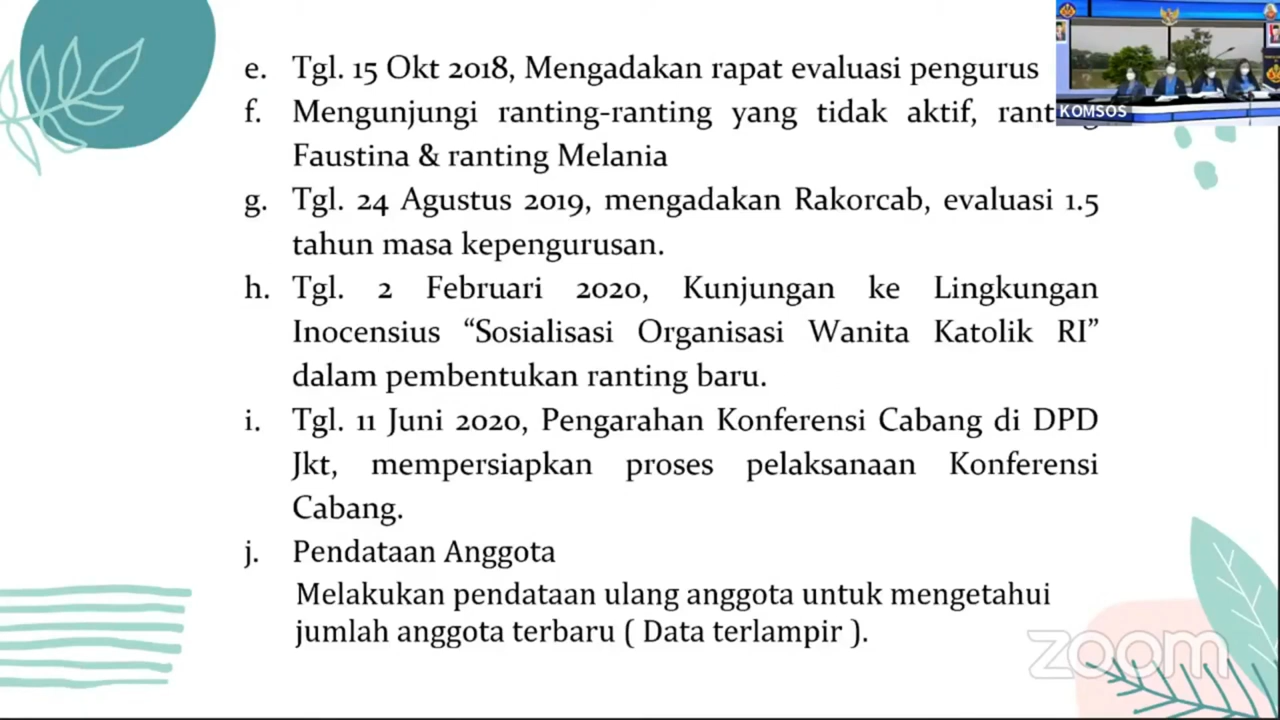 e. Tgl. 15 Okt 2018, Mengadakan rapat evaluasi pengurus
f. Mengunjungi ranting-ranting yang tidak aktif,
Faustina & ranting Melania
g. Tgl. 24 Agustus 2019, mengadakan Rakorcab, evaluasi 1.5
tahun masa kepengurusan.
h. Tgl. 2 Februari 2020, Kunjungan ke Lingkungan
Inocensius “Sosialisasi Organisasi Wanita Katolik RI”
dalam pembentukan ranting baru.
i. Tgl. 11 Juni 2020, Pengarahan Konferensi Cabang di DPD
Jkt, mempersiapkan proses pelaksanaan Konferensi
Cabang.
j. Pendataan Anggota
Melakukan pendataan ulang anggota untuk mengetahui
jumlah anggota terbaru ( Data terlampir ).
KOMSOS
zoom